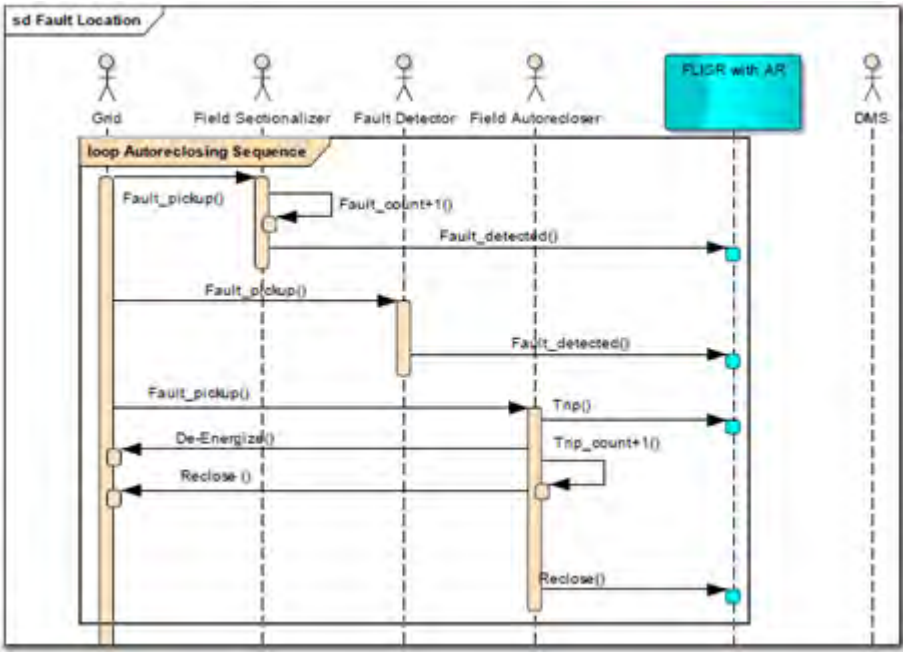 sd Fault Location
FLISR with AR
Grid
Field Sectionalizer
Fault Detector
Field Autorecloser
DMS
loop Autoreclosing Sequence
Fault_pickup()
Fault_count+1()
Fault_detected()
Fault_pickup()
Fault_detected()
Fault_pickup()
Trip()
De-Energize()
Trip_count+1()
Reclose ()
Reclose()